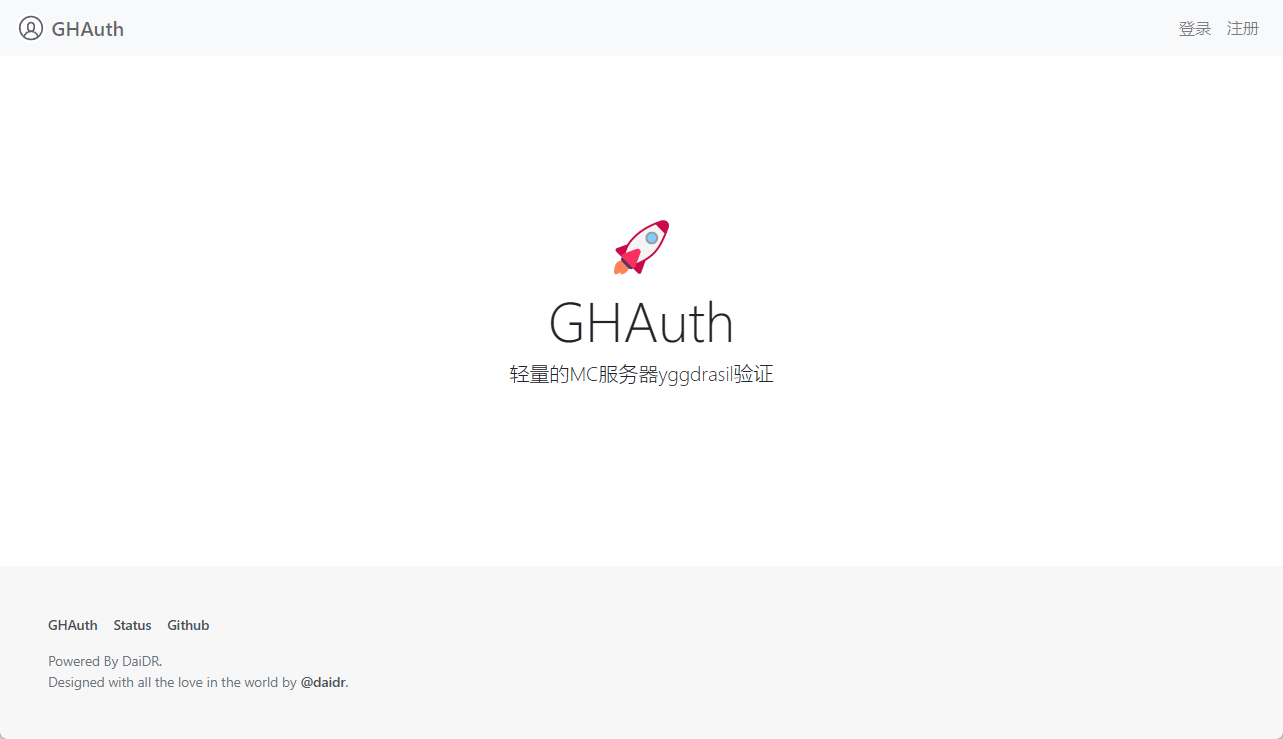 GHAuth 登录 注册
GHAuth
轻量的MC服务器yggdrasil验证
GHAuth Status Github
Powered By DaiDR.
Designed with all the love in the world by @daidr.